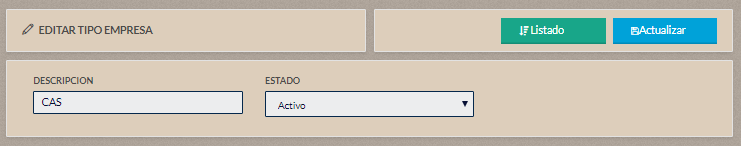 EDITAR TIPO EMPRESA
Listado
Actualizar
DESCRIPCION
ESTADO
CAS
Activo